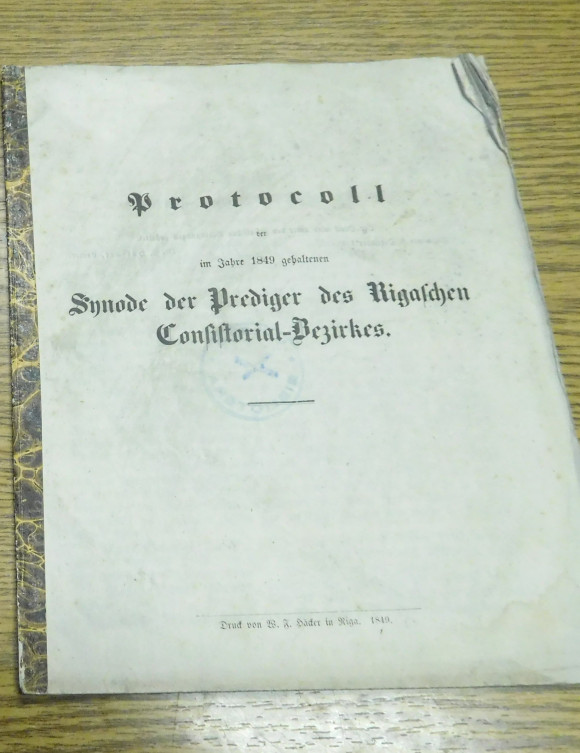 Protocoll
der
im Jahre 1849 gehaltenen
Synode der Prediger des Rigaschen
Consistorial-Bezirkes.
Druck von W. F. Häcker in Riga. 1849.